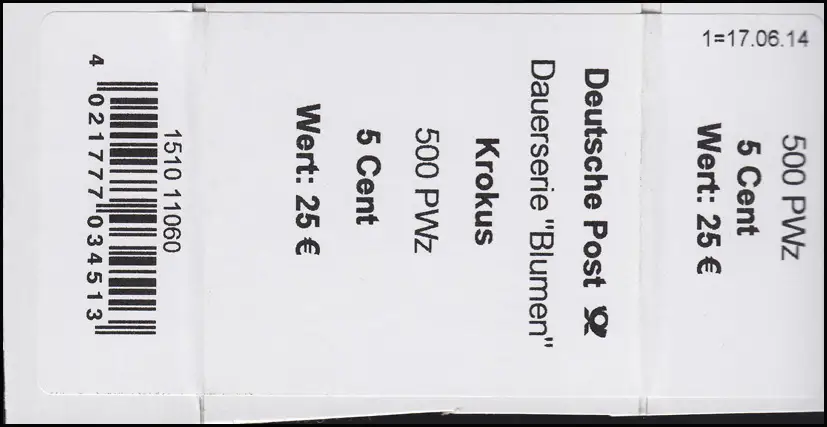 1=17.06.14
500 PWz
5 Cent
Wert: 25 €
Deutsche Post
Dauerserie "Blumen"
Krokus
500 PWz
5 Cent
Wert: 25 €
1510 11060
4 021777 034513